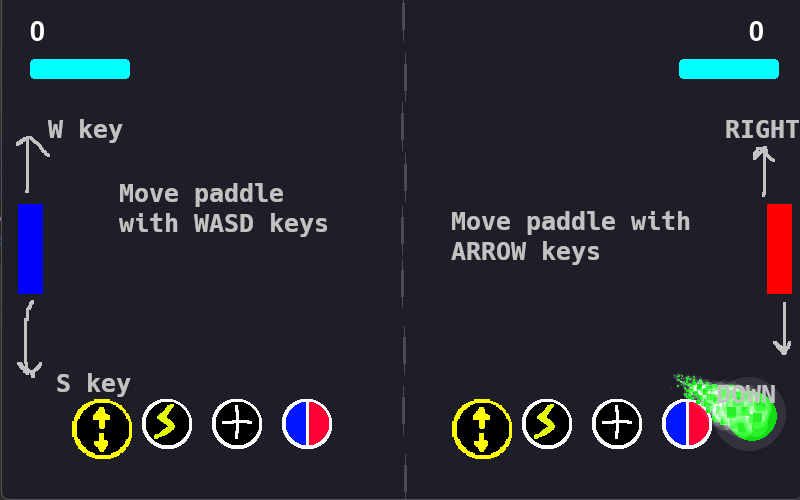 0
0
W key
RIGHT
Move paddle
with WASD keys
Move paddle with
ARROW keys
S key
DOWN